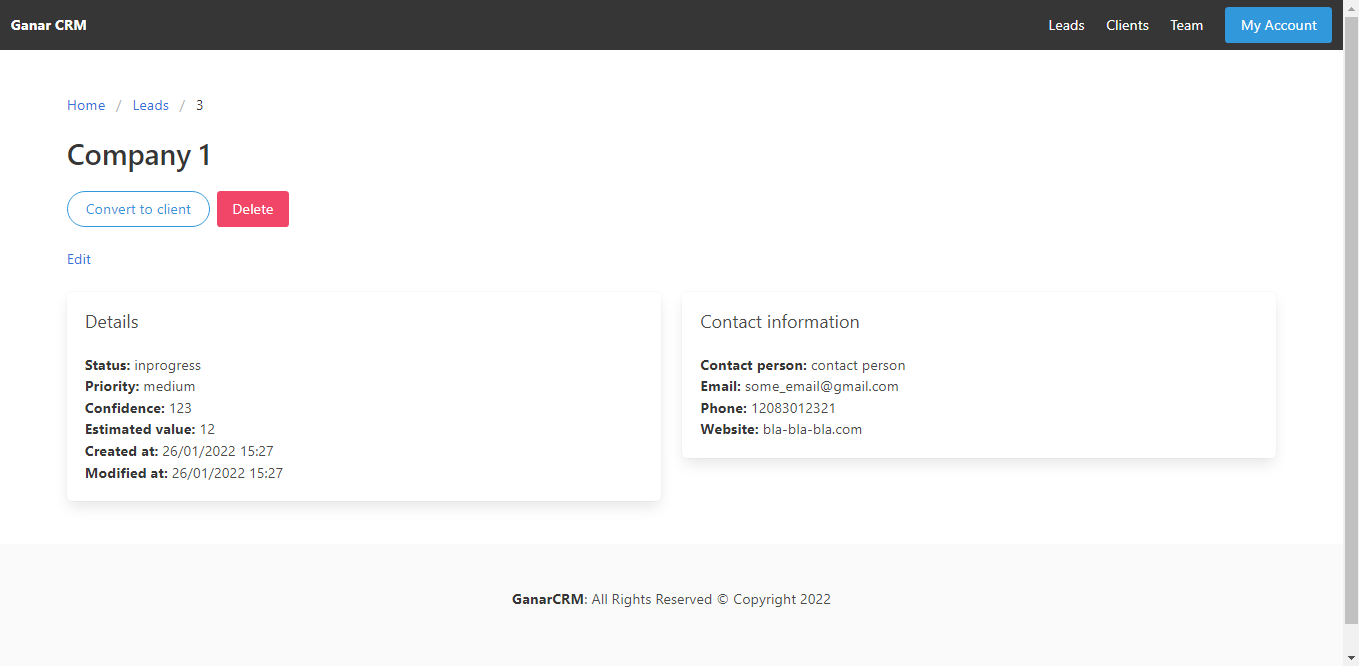 Ganar CRM Leads Clients Team My Account
Home / Leads / 3
Company 1
Convert to client Delete
Edit
Details
Status: inprogress
Priority: medium
Confidence: 123
Estimated value: 12
Created at: 26/01/2022 15:27
Modified at: 26/01/2022 15:27
Contact information
Contact person: contact person
Email: some_email@gmail.com
Phone: 12083012321
Website: bla-bla-bla.com
GanarCRM: All Rights Reserved © Copyright 2022